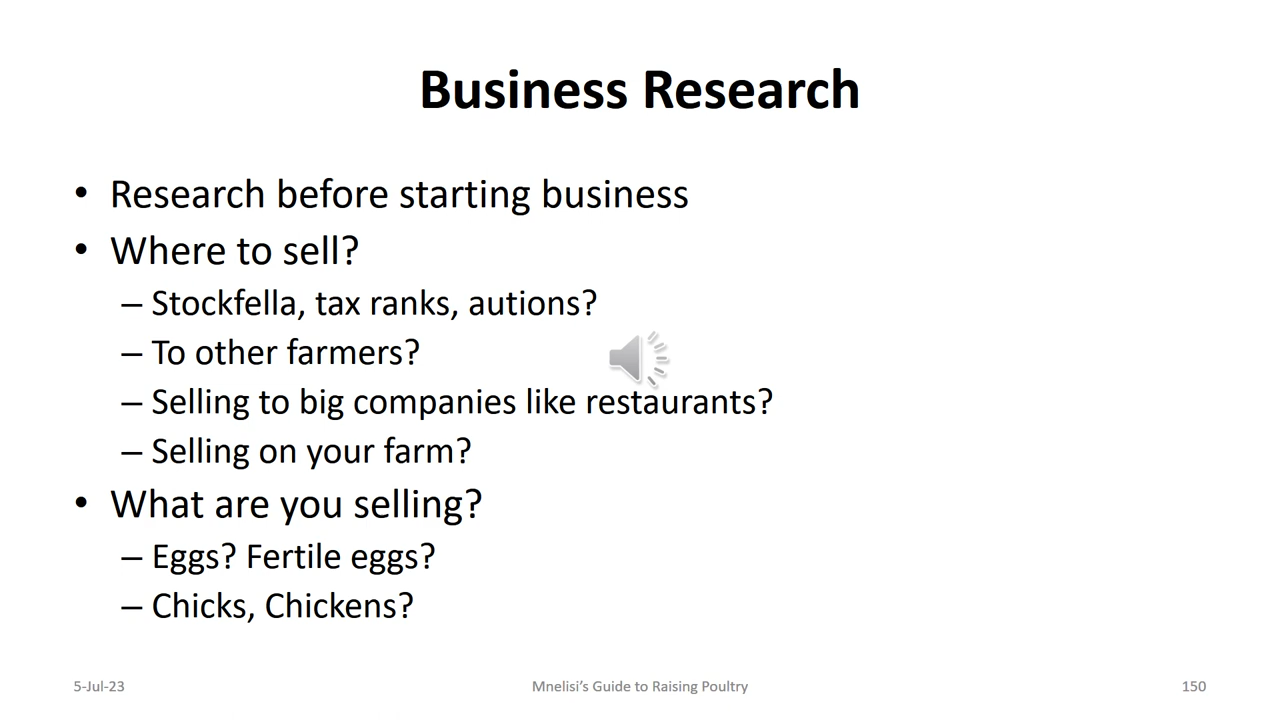 Business Research
• Research before starting business
• Where to sell?
– Stockfella, tax ranks, autions?
– To other farmers?
– Selling to big companies like restaurants?
– Selling on your farm?
• What are you selling?
– Eggs? Fertile eggs?
– Chicks, Chickens?
5-Jul-23
Mnelisi’s Guide to Raising Poultry
150